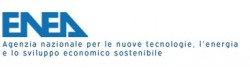 ENEA
Agenzia nazionale per le nuove tecnologie, l'energia
e lo sviluppo economico sostenibile